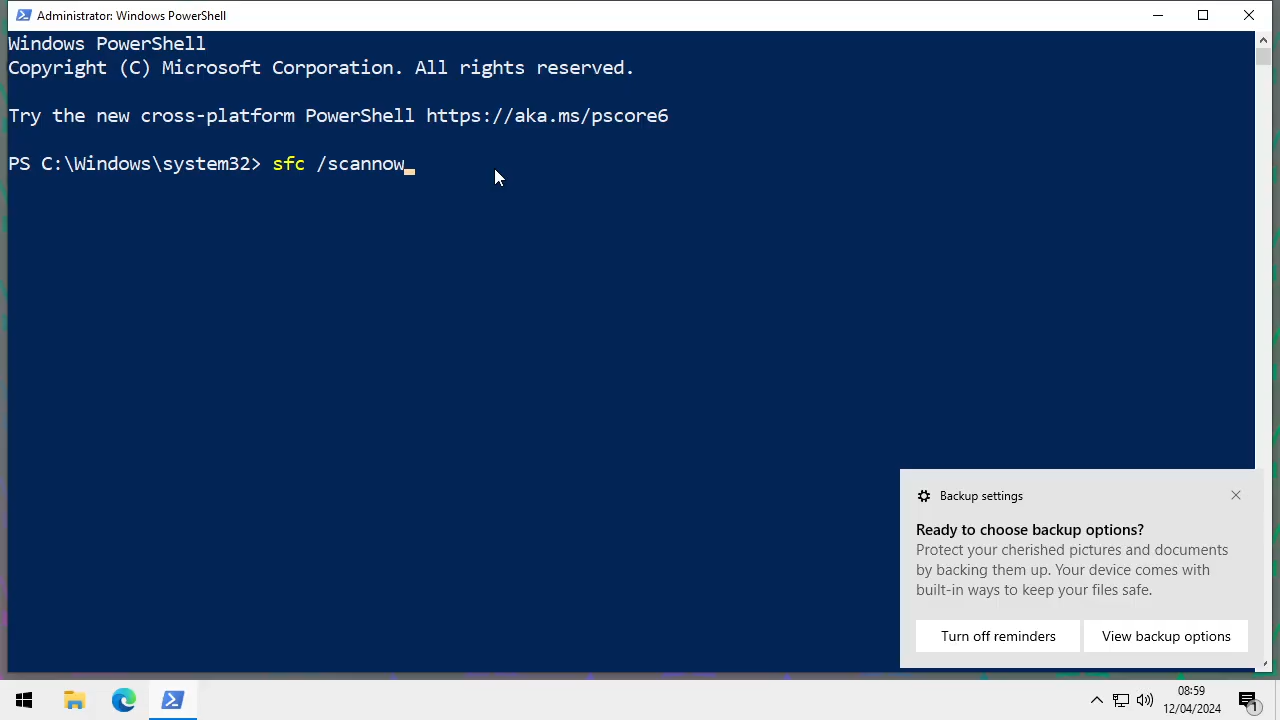 Administrator: Windows PowerShell
Windows PowerShell
Copyright (C) Microsoft Corporation. All rights reserved.
Try the new cross-platform PowerShell https://aka.ms/pscore6
PS C:\Windows\system32> sfc /scannow
Backup settings
Ready to choose backup options?
Protect your cherished pictures and documents
by backing them up. Your device comes with
built-in ways to keep your files safe.
Turn off reminders
View backup options
08:59
12/04/2024
1